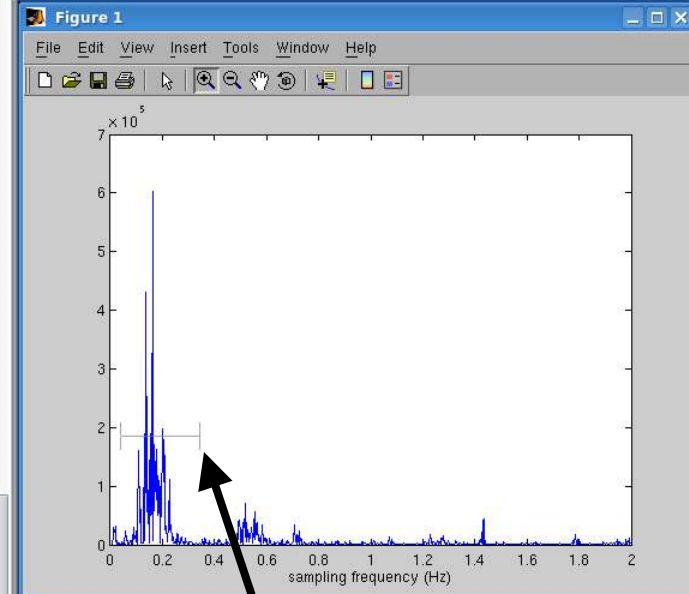 Figure 1
File Edit View Insert Tools Window Help
× 10 5
7
6
5
4
3
2
1
0
0 0.2 0.4 0.6 0.8 1 1.2 1.4 1.6 1.8 2
sampling frequency (Hz)